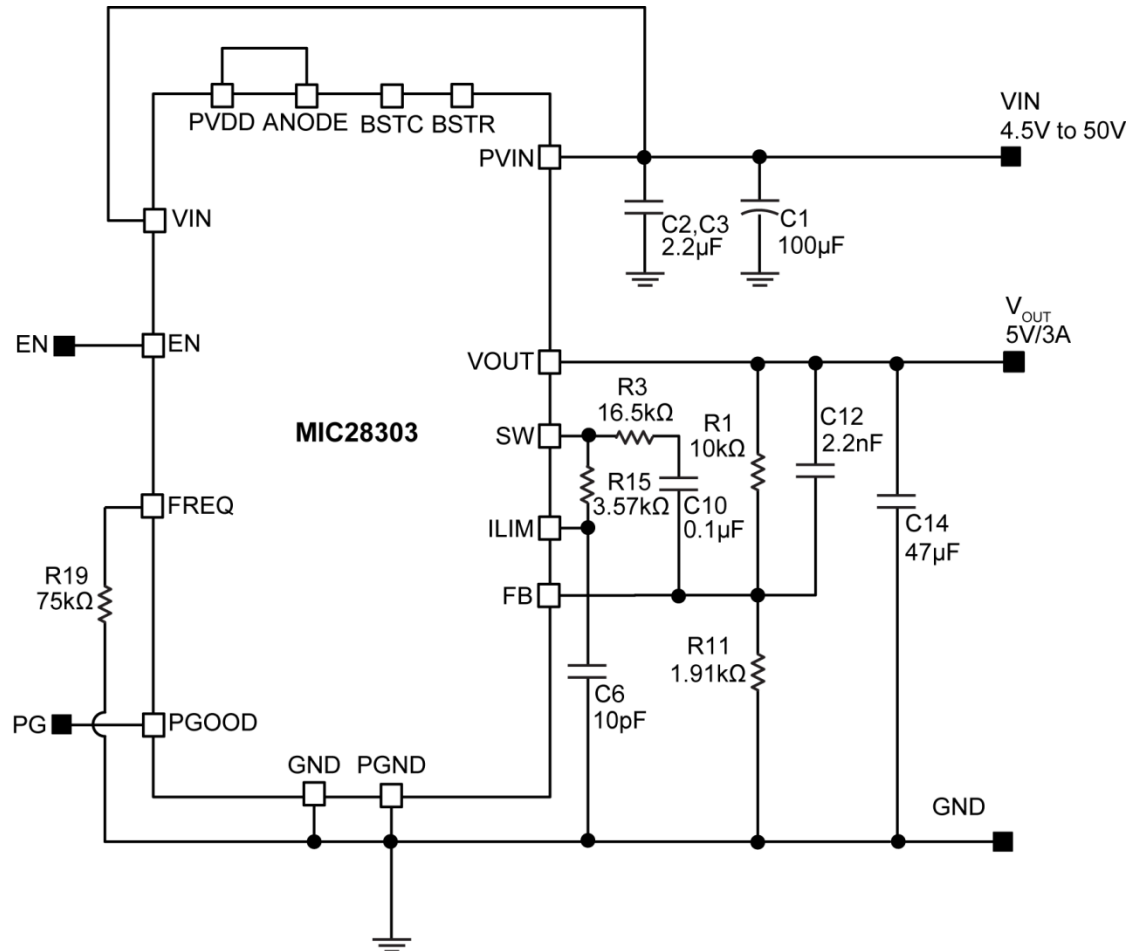 PVDD ANODE BSTC BSTR
VIN
4.5V to 50V
PVIN
VIN
C2,C3
2.2µF
C1
100µF
EN
EN
VOUT
VOUT
5V/3A
R3
16.5kΩ
MIC28303
SW
R1
10kΩ
C12
2.2nF
R15
3.57kΩ
C10
0.1µF
FREQ
ILIM
C14
47µF
R19
75kΩ
FB
R11
1.91kΩ
C6
10pF
PG
PGOOD
GND
PGND
GND